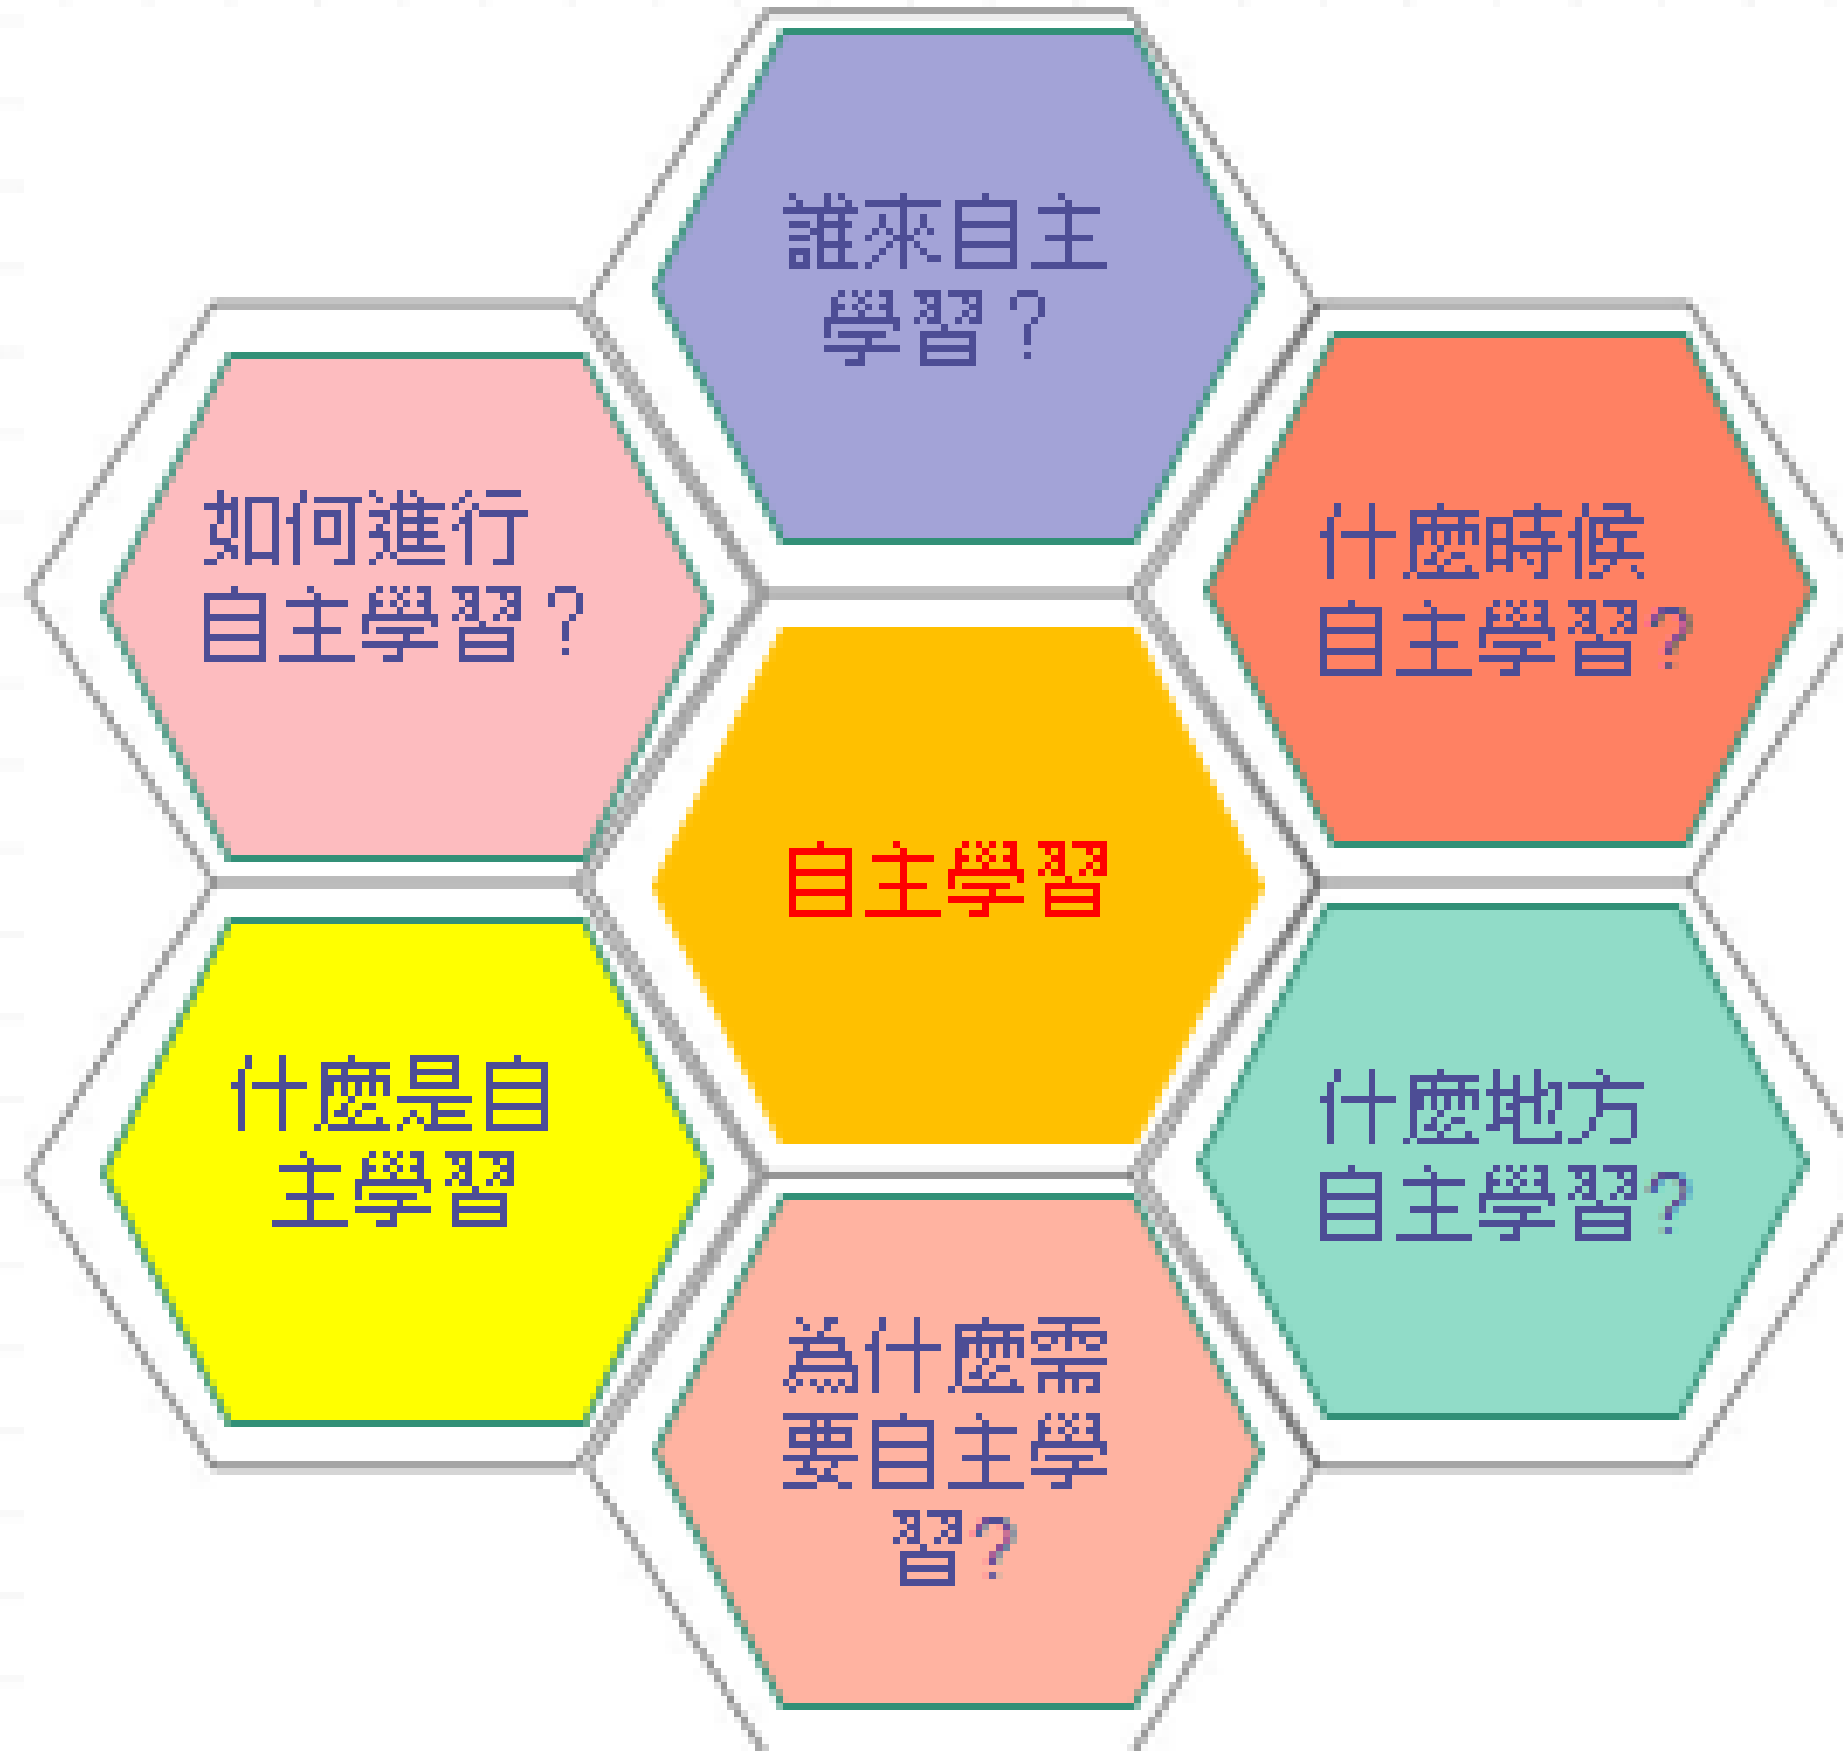 誰來自主
學習？
如何進行
自主學習？
什麼時候
自主學習?
自主學習
什麼是自
主學習
什麼地方
自主學習?
為什麼需
要自主學
習?